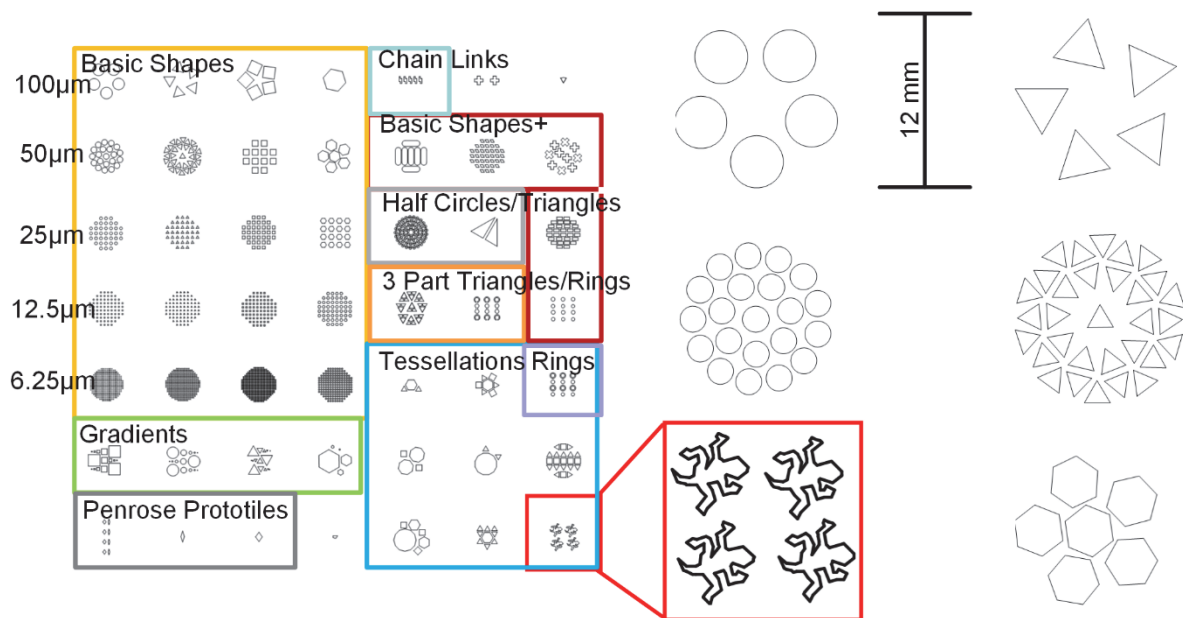 Basic Shapes
Chain Links
100µm
Basic Shapes+
50µm
Half Circles/Triangles
25µm
3 Part Triangles/Rings
12.5µm
Tessellations Rings
6.25µm
Gradients
Penrose Prototiles
12 mm